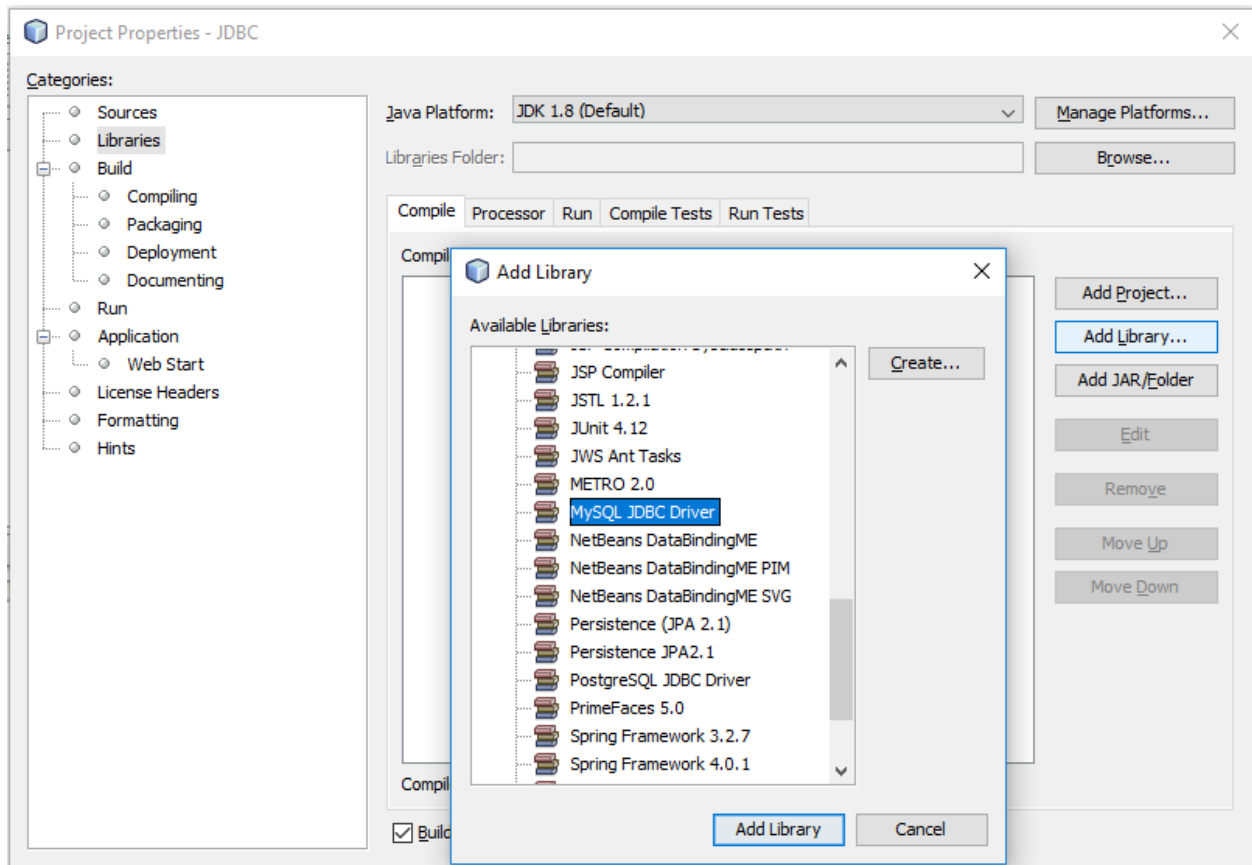 Project Properties - JDBC
Categories:
Sources
Libraries
Build
Compiling
Packaging
Deployment
Documenting
Run
Application
Web Start
License Headers
Formatting
Hints
Java Platform: JDK 1.8 (Default) Manage Platforms...
Libraries Folder: Browse...
Compile Processor Run Compile Tests Run Tests
Compil
Add Project...
Add Library...
Add JAR/Folder
Edit
Remove
Move Up
Move Down
Add Library
Available Libraries:
Create...
JSP Compiler
JSTL 1.2.1
JUnit 4.12
JWS Ant Tasks
METRO 2.0
MySQL JDBC Driver
NetBeans DataBindingME
NetBeans DataBindingME PIM
NetBeans DataBindingME SVG
Persistence (JPA 2.1)
Persistence JPA2.1
PostgreSQL JDBC Driver
PrimeFaces 5.0
Spring Framework 3.2.7
Spring Framework 4.0.1
Add Library Cancel
Compil
Build